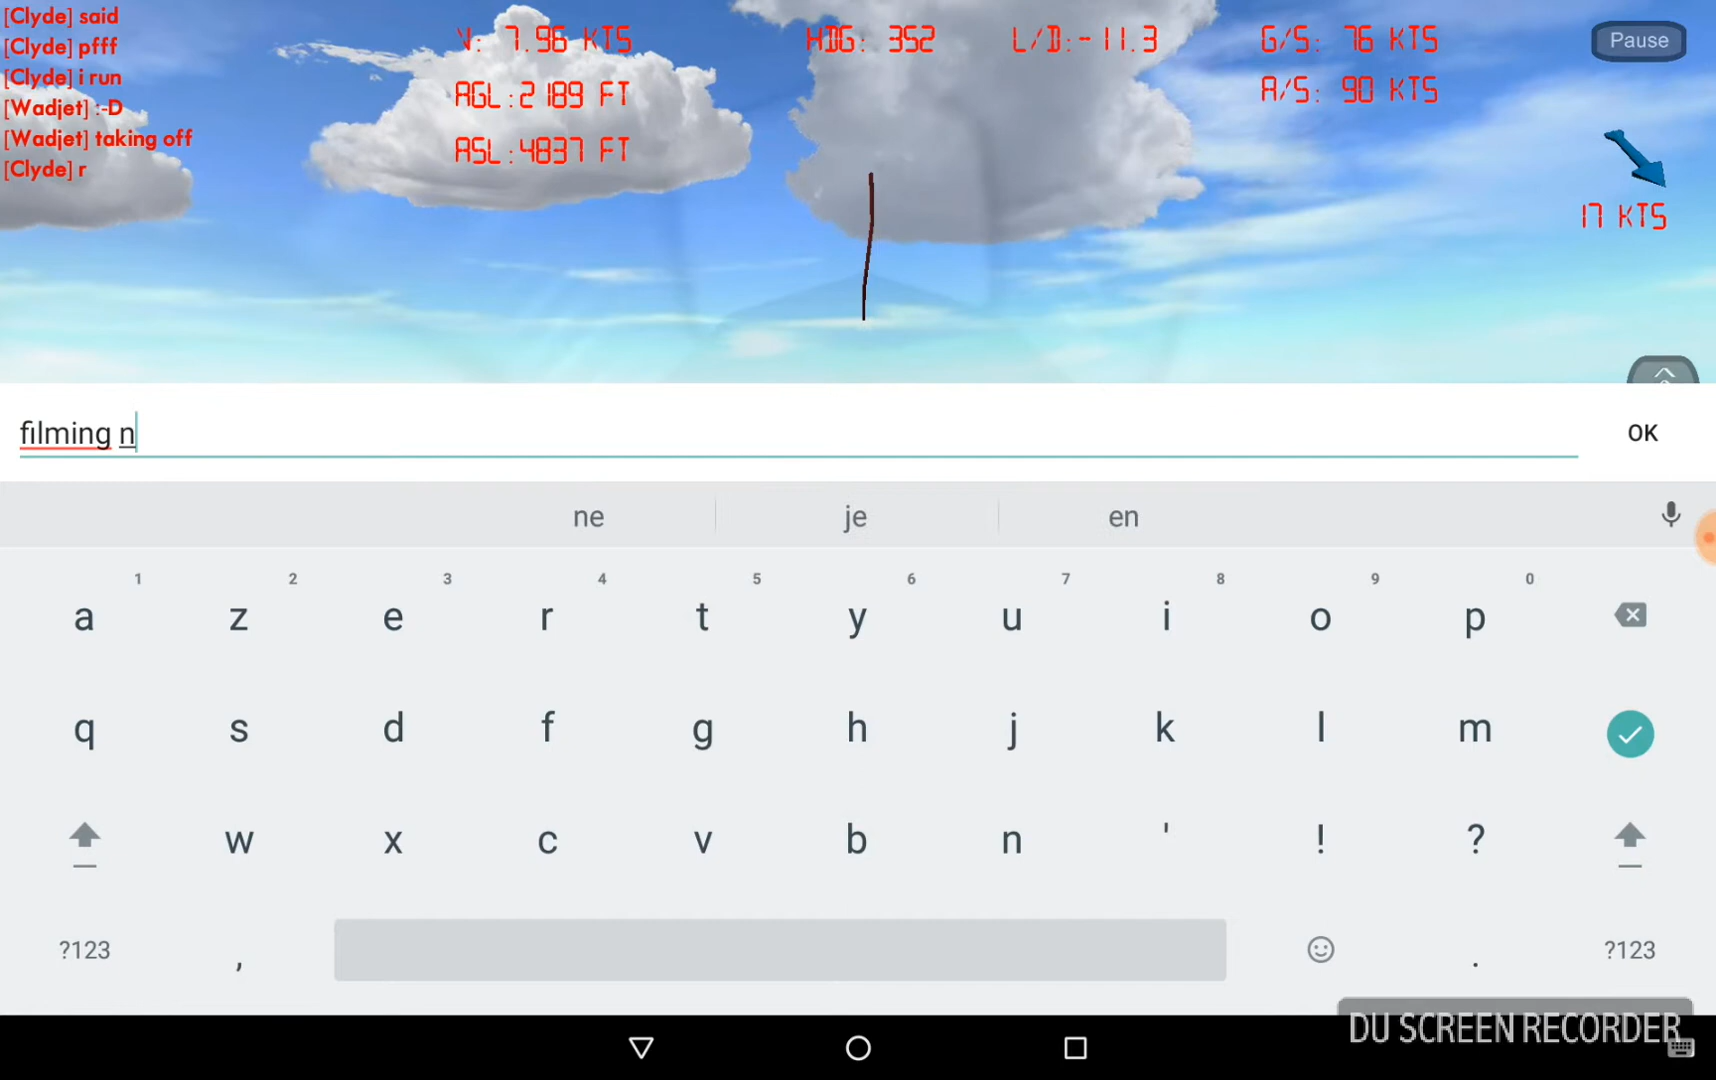 [Clyde] said
[Clyde] pfff
[Clyde] i run
[Wadjet] :-D
[Wadjet] taking off
[Clyde] r
V: 7.96 KTS
AGL:2189 FT
ASL:4837 FT
HDG: 352
L/D:-11.3
G/S: 76 KTS
A/S: 90 KTS
Pause
17 KTS
filming n
OK
ne je en
1 2 3 4 5 6 7 8 9 0
a z e r t y u i o p
q s d f g h j k l m
w x c v b n ' ! ?
?123 , . ?123
DU SCREEN RECORDER